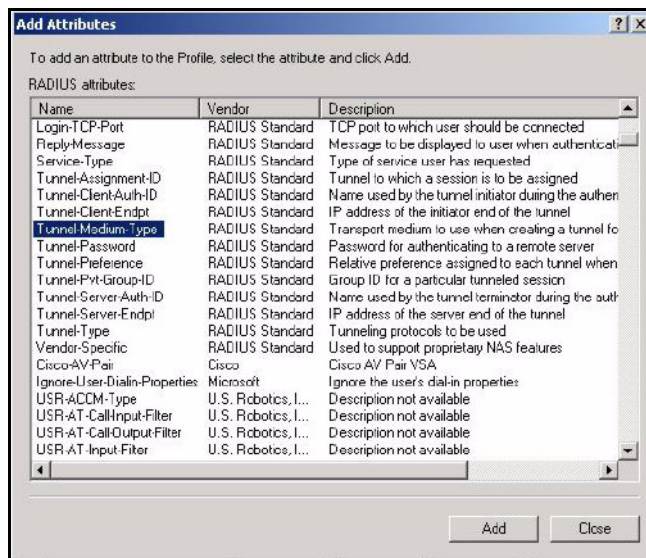 Add Attributes
To add an attribute to the Profile, select the attribute and click Add.
RADIUS attributes:
Name Vendor Description
Login-TCP-Port RADIUS Standard TCP port to which user should be connected
Reply-Message RADIUS Standard Message to be displayed to user when authenticati
Service-Type RADIUS Standard Type of service user has requested
Tunnel-Assignment-ID RADIUS Standard Tunnel to which a session is to be assigned
Tunnel-Client-Auth-ID RADIUS Standard Name used by the tunnel initiator during the authen
Tunnel-Client-Endpt RADIUS Standard IP address of the initiator end of the tunnel
Tunnel-Medium-Type RADIUS Standard Transport medium to use when creating a tunnel fo
Tunnel-Password RADIUS Standard Password for authenticating to a remote server
Tunnel-Preference RADIUS Standard Relative preference assigned to each tunnel when
Tunnel-Pvt-Group-ID RADIUS Standard Group ID for a particular tunneled session
Tunnel-Server-Auth-ID RADIUS Standard Name used by the tunnel terminator during the auth
Tunnel-Server-Endpt RADIUS Standard IP address of the server end of the tunnel
Tunnel-Type RADIUS Standard Tunneling protocols to be used
Vendor-Specific RADIUS Standard Used to support proprietary NAS features
Cisco-AV-Pair Cisco Cisco AV Pair VSA
Ignore-User-Dialin-Properties Microsoft Ignore the user's dial-in properties
USR-ACCM-Type U.S. Robotics, I... Description not available
USR-AT-Call-Input-Filter U.S. Robotics, I... Description not available
USR-AT-Call-Output-Filter U.S. Robotics, I... Description not available
USR-AT-Input-Filter U.S. Robotics, I... Description not available
Add Close